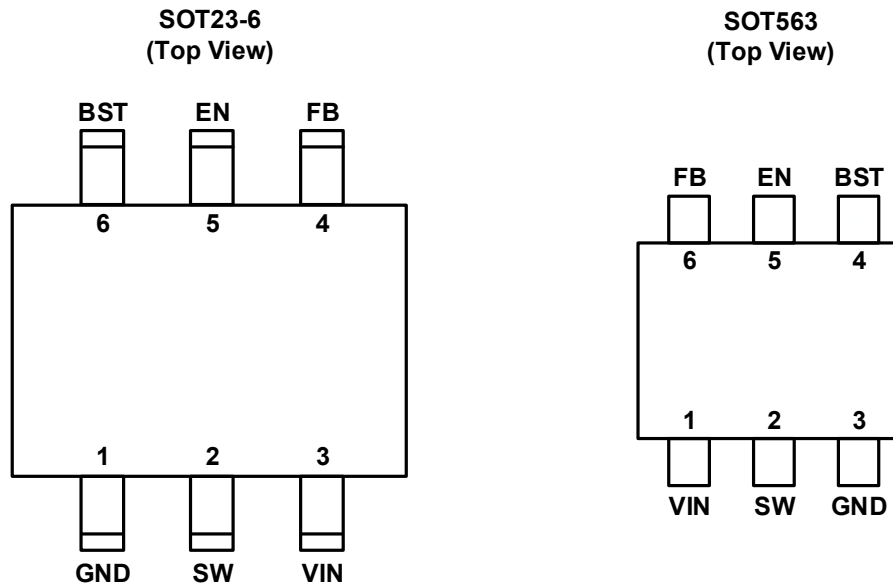 SOT23-6
(Top View)
BST EN FB
6 5 4
1 2 3
GND SW VIN
SOT563
(Top View)
FB EN BST
6 5 4
1 2 3
VIN SW GND